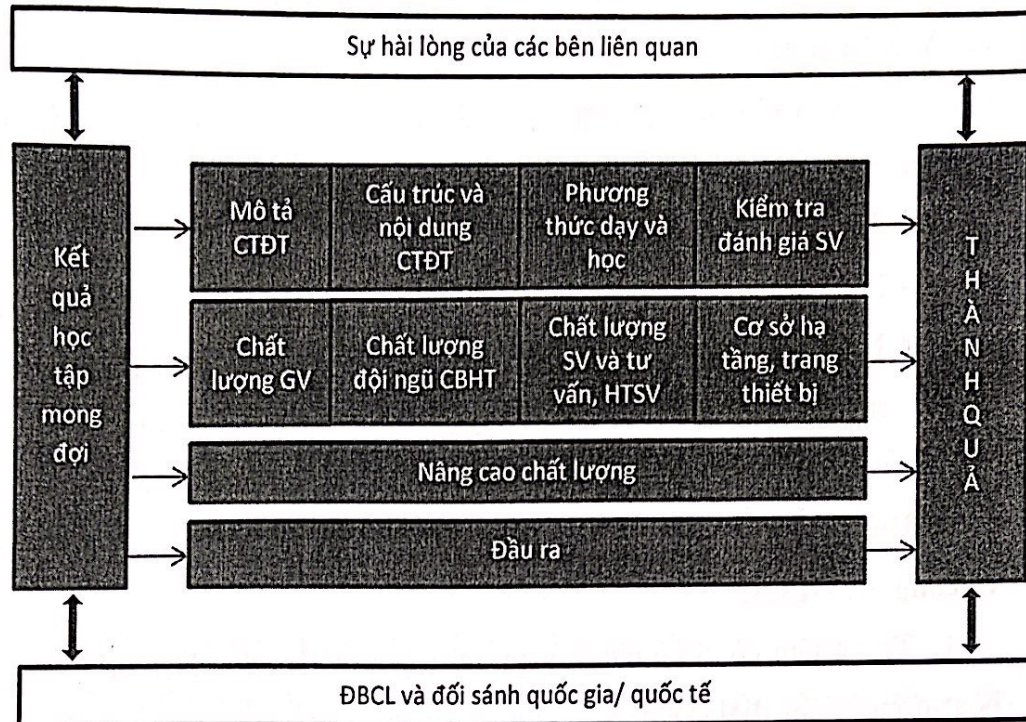 Sự hài lòng của các bên liên quan
Kết
quả
học
tập
mong
đợi
Mô tả
CTĐT
Cấu trúc và
nội dung
CTĐT
Phương
thức dạy và
học
Kiểm tra
đánh giá SV
Chất
lượng GV
Chất lượng
đội ngũ CBHT
Chất lượng
SV và tư
vấn, HTSV
Cơ sở hạ
tầng, trang
thiết bị
Nâng cao chất lượng
Đầu ra
T
H
À
N
H
Q
U
Ả
ĐBCL và đối sánh quốc gia/ quốc tế